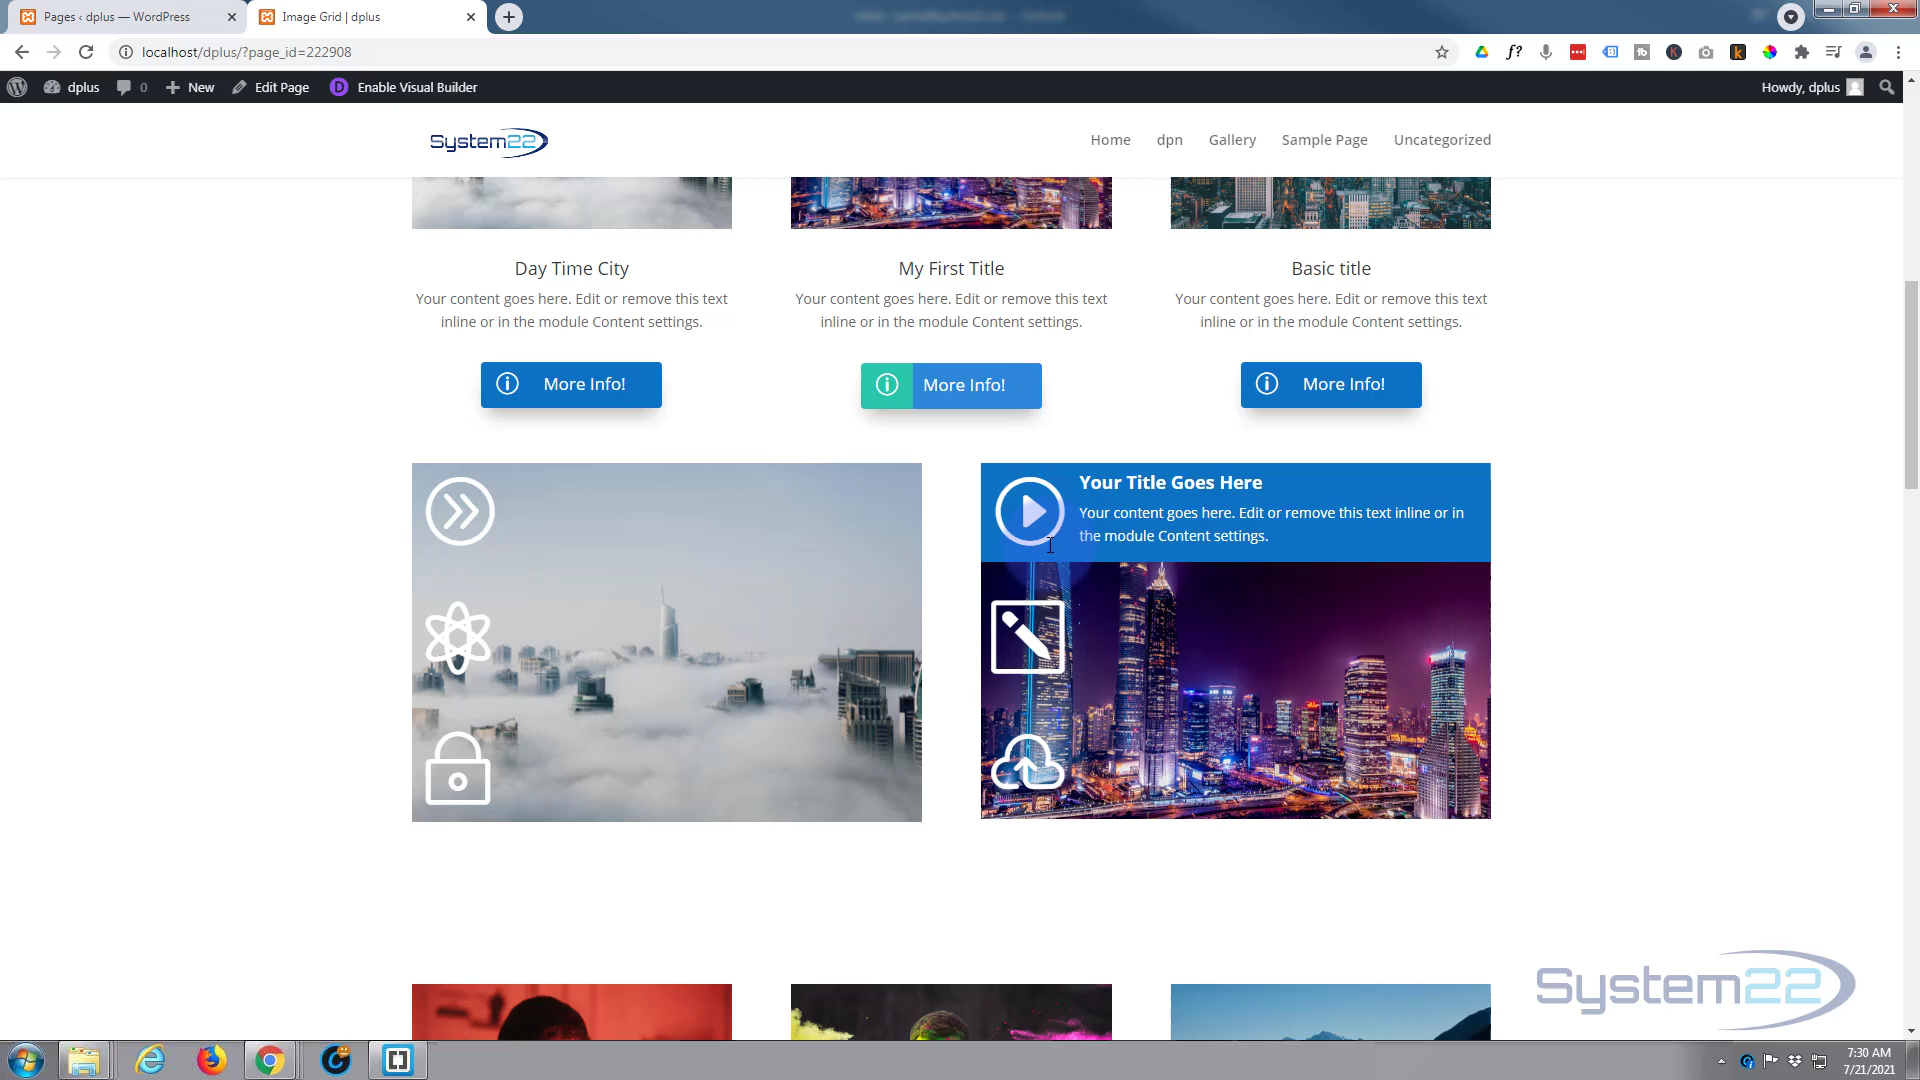 Pages ‹ dplus — WordPress
Image Grid | dplus
localhost/dplus/?page_id=222908
dplus
0
New
Edit Page
D
Enable Visual Builder
Howdy, dplus
System22
Home
dpn
Gallery
Sample Page
Uncategorized
Day Time City
My First Title
Basic title
Your content goes here. Edit or remove this text
inline or in the module Content settings.
Your content goes here. Edit or remove this text
inline or in the module Content settings.
Your content goes here. Edit or remove this text
inline or in the module Content settings.
More Info!
More Info!
More Info!
Your Title Goes Here
Your content goes here. Edit or remove this text inline or in
the module Content settings.
System22
7:30 AM
7/21/2021